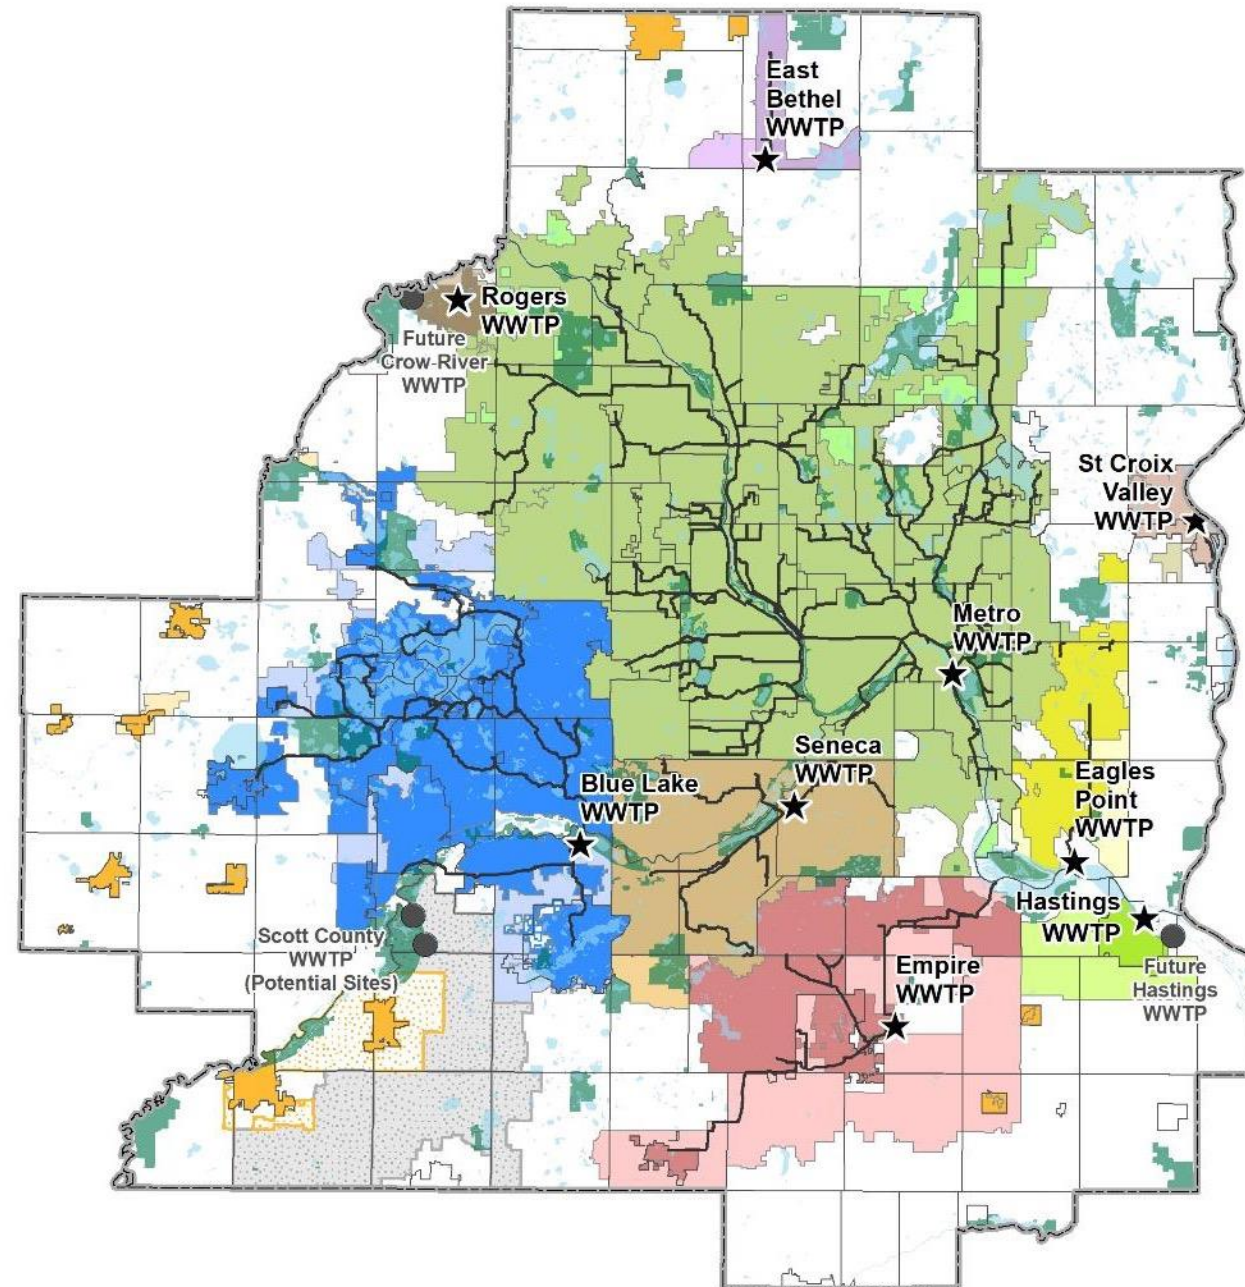 East
Bethel
WWTP
Rogers
WWTP
Future
Crow-River
WWTP
St Croix
Valley
WWTP
Metro
WWTP
Seneca
WWTP
Blue Lake
WWTP
Eagles
Point
WWTP
Hastings
WWTP
Scott County
WWTP
(Potential Sites)
Empire
WWTP
Future
Hastings
WWTP